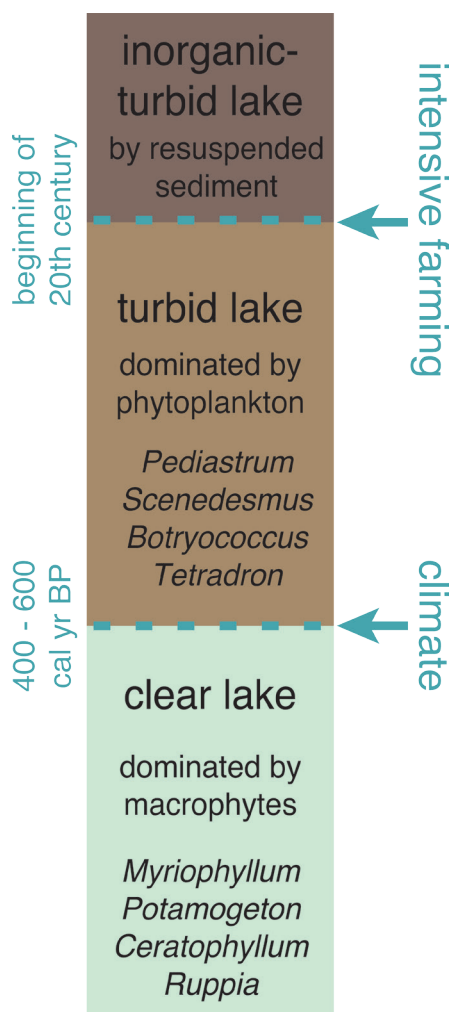 inorganic-
turbid lake
by resuspended
sediment
beginning of
20th century
intensive farming
turbid lake
dominated by
phytoplankton
Pediastrum
Scenedesmus
Botryococcus
Tetradron
400 - 600
cal yr BP
climate
clear lake
dominated by
macrophytes
Myriophyllum
Potamogeton
Ceratophyllum
Ruppia